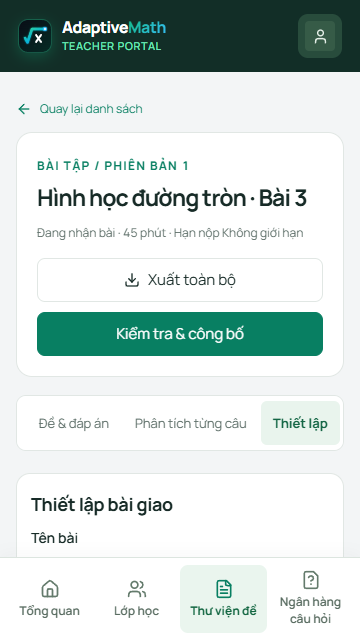 AdaptiveMath
TEACHER PORTAL
Quay lại danh sách
BÀI TẬP / PHIÊN BẢN 1
Hình học đường tròn · Bài 3
Đang nhận bài · 45 phút · Hạn nộp Không giới hạn
Xuất toàn bộ
Kiểm tra & công bố
Đề & đáp án
Phân tích từng câu
Thiết lập
Thiết lập bài giao
Tên bài
Tổng quan
Lớp học
Thư viện đề
Ngân hàng
câu hỏi